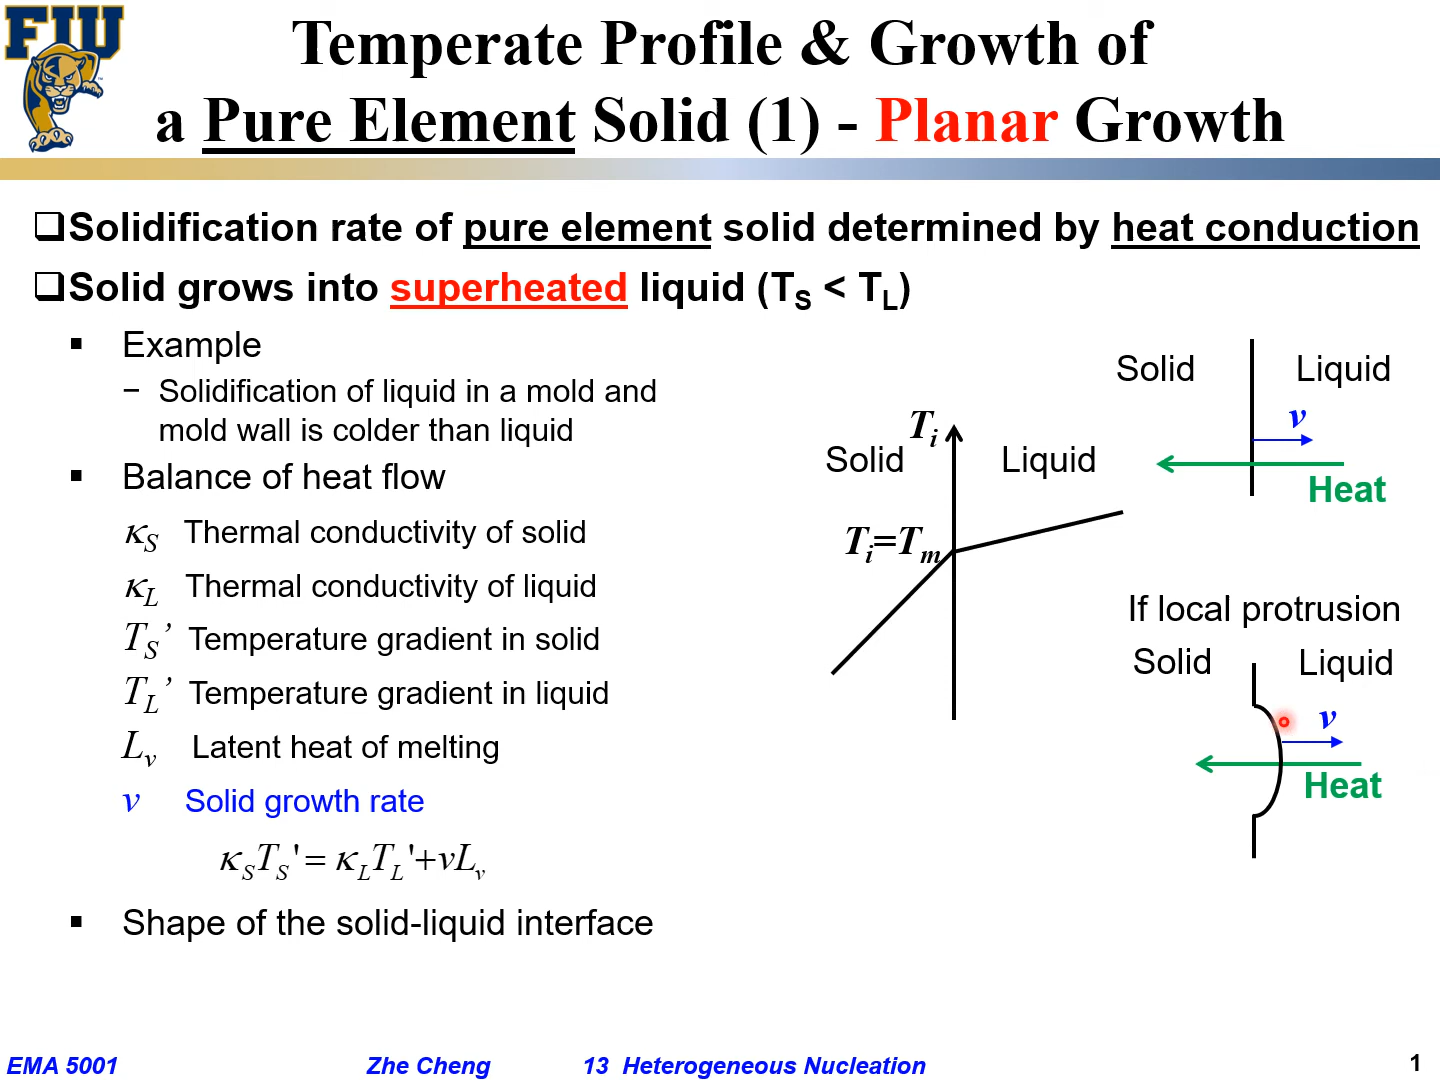 FIU
Temperate Profile & Growth of
a Pure Element Solid (1) - Planar Growth
❑Solidification rate of pure element solid determined by heat conduction
❑Solid grows into superheated liquid (TS < TL)
▪ Example
− Solidification of liquid in a mold and
mold wall is colder than liquid
▪ Balance of heat flow
κS Thermal conductivity of solid
κL Thermal conductivity of liquid
TS’ Temperature gradient in solid
TL’ Temperature gradient in liquid
Lv Latent heat of melting
v Solid growth rate
κSTS'= κLTL'+vLv
▪ Shape of the solid-liquid interface
Ti
Solid Liquid
Ti=Tm
Solid Liquid
v
Heat
If local protrusion
Solid Liquid
v
Heat
EMA 5001 Zhe Cheng 13 Heterogeneous Nucleation 1